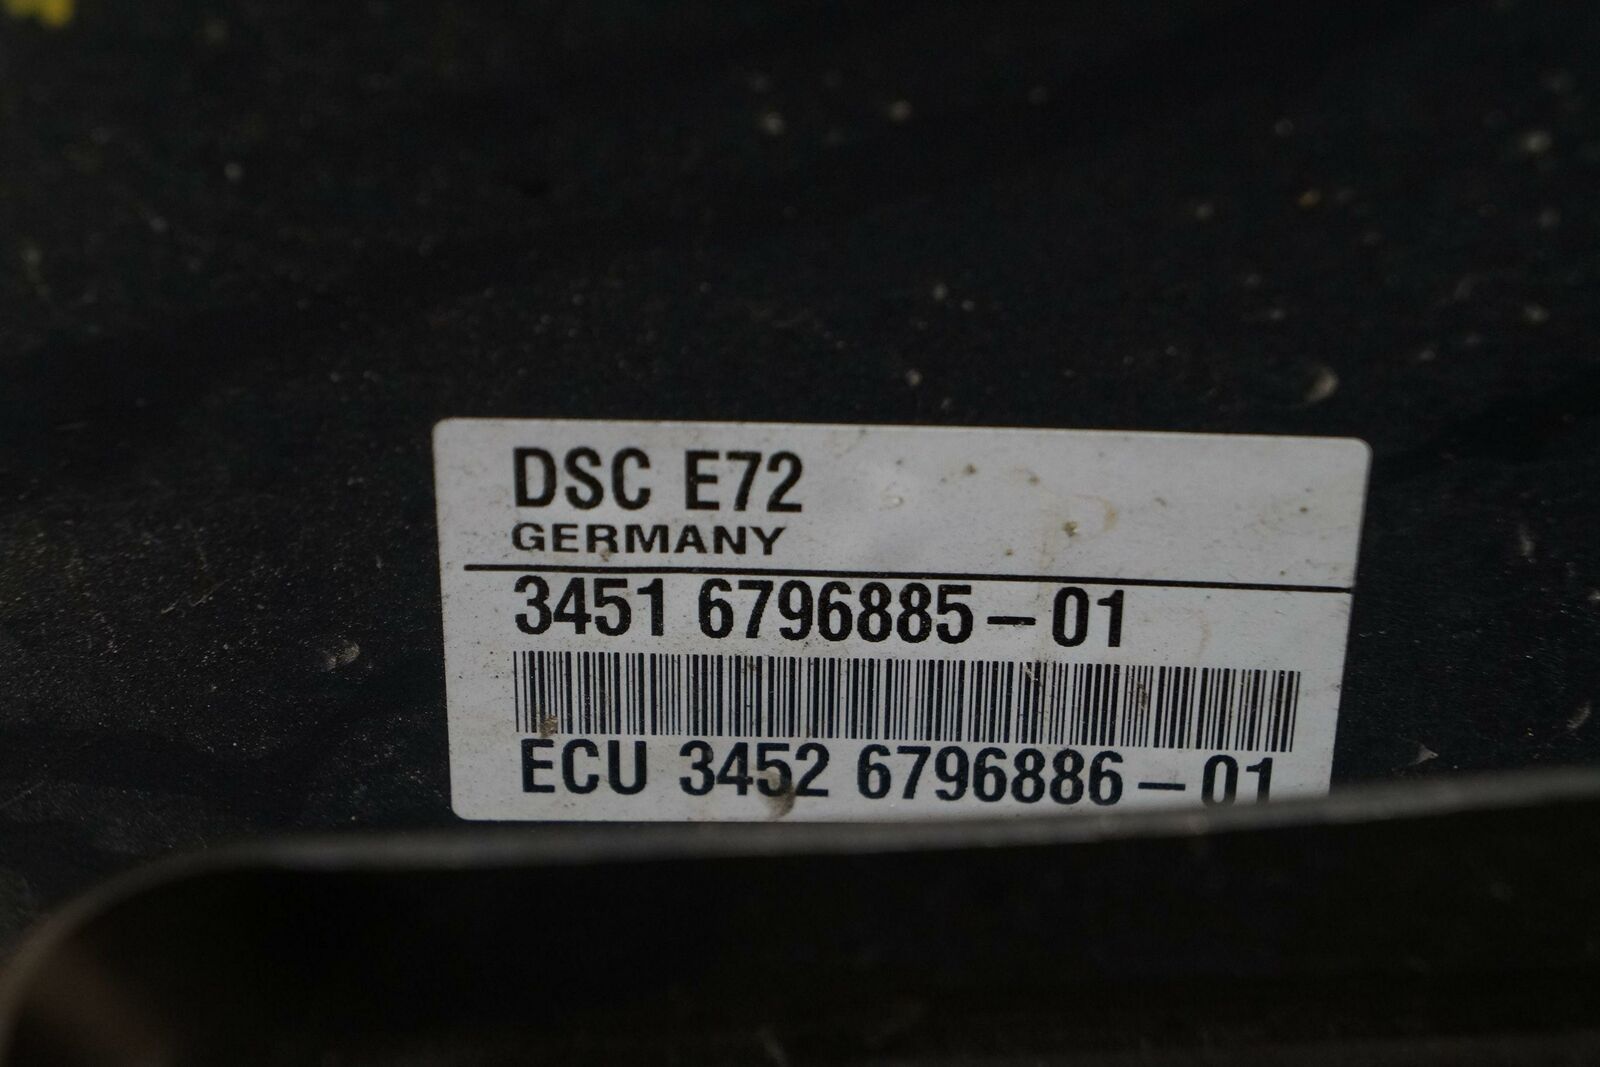 DSC E72
GERMANY
3451 6796885-01
ECU 3452 6796886-01